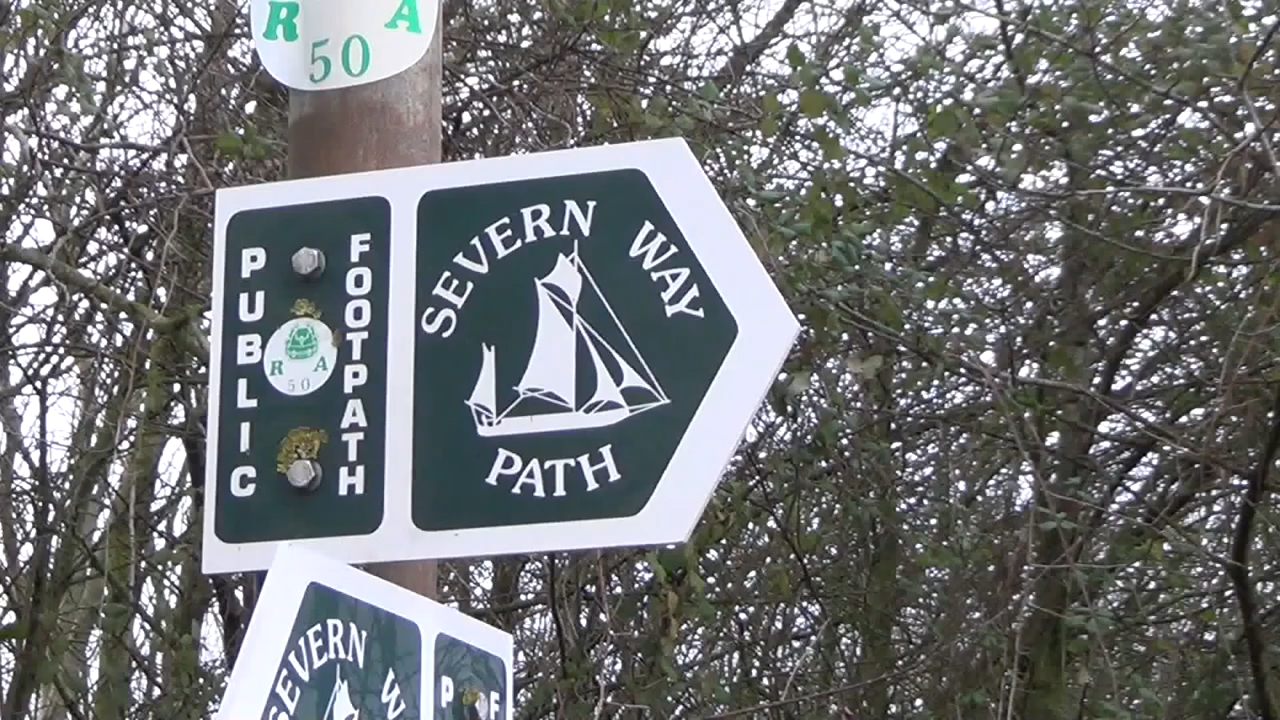 R A
50
PUBLIC
FOOTPATH
R A
50
SEVERN WAY
PATH
SEVERN W
P F